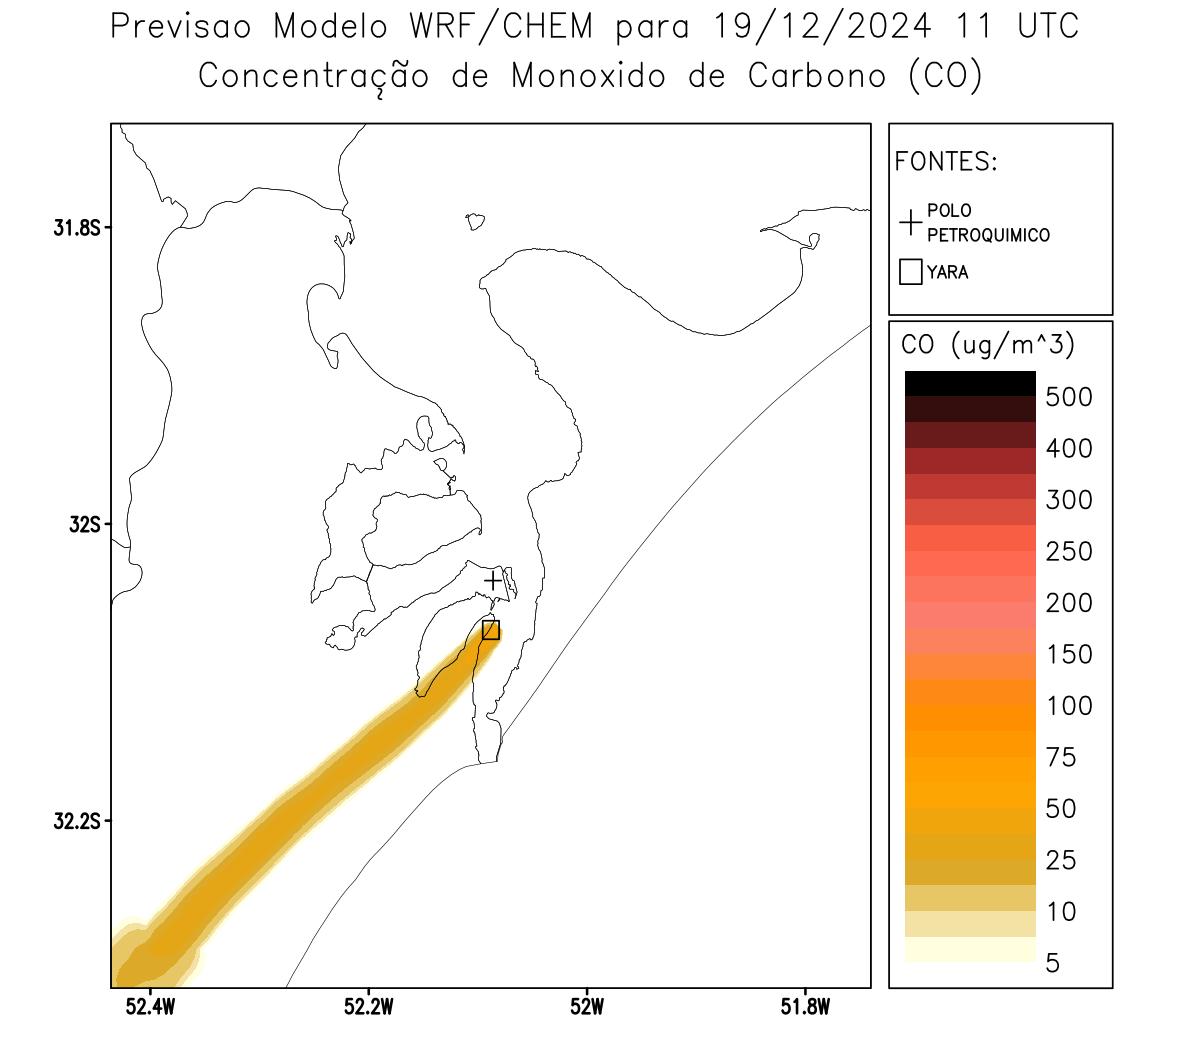 Previsao Modelo WRF/CHEM para 19/12/2024 11 UTC
Concentração de Monoxido de Carbono (CO)
FONTES:
POLO
PETROQUIMICO
YARA
CO (ug/m^3)
500
400
300
250
200
150
100
75
50
25
10
5
31.8S
32S
32.2S
52.4W
52.2W
52W
51.8W